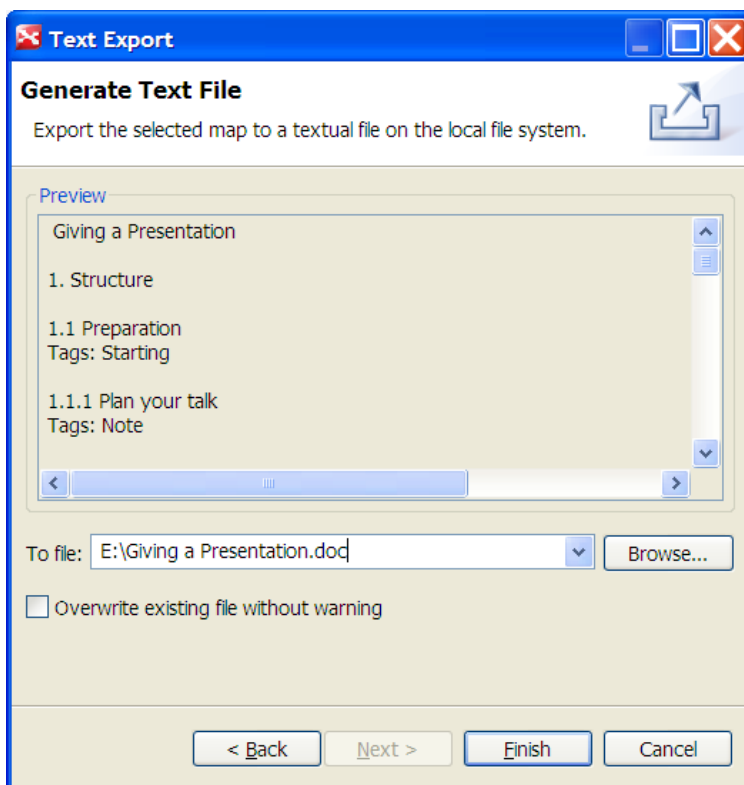 Text Export
Generate Text File
Export the selected map to a textual file on the local file system.
Preview
Giving a Presentation
1. Structure
1.1 Preparation
Tags: Starting
1.1.1 Plan your talk
Tags: Note
To file: E:\Giving a Presentation.doc Browse...
Overwrite existing file without warning
< Back Next > Finish Cancel